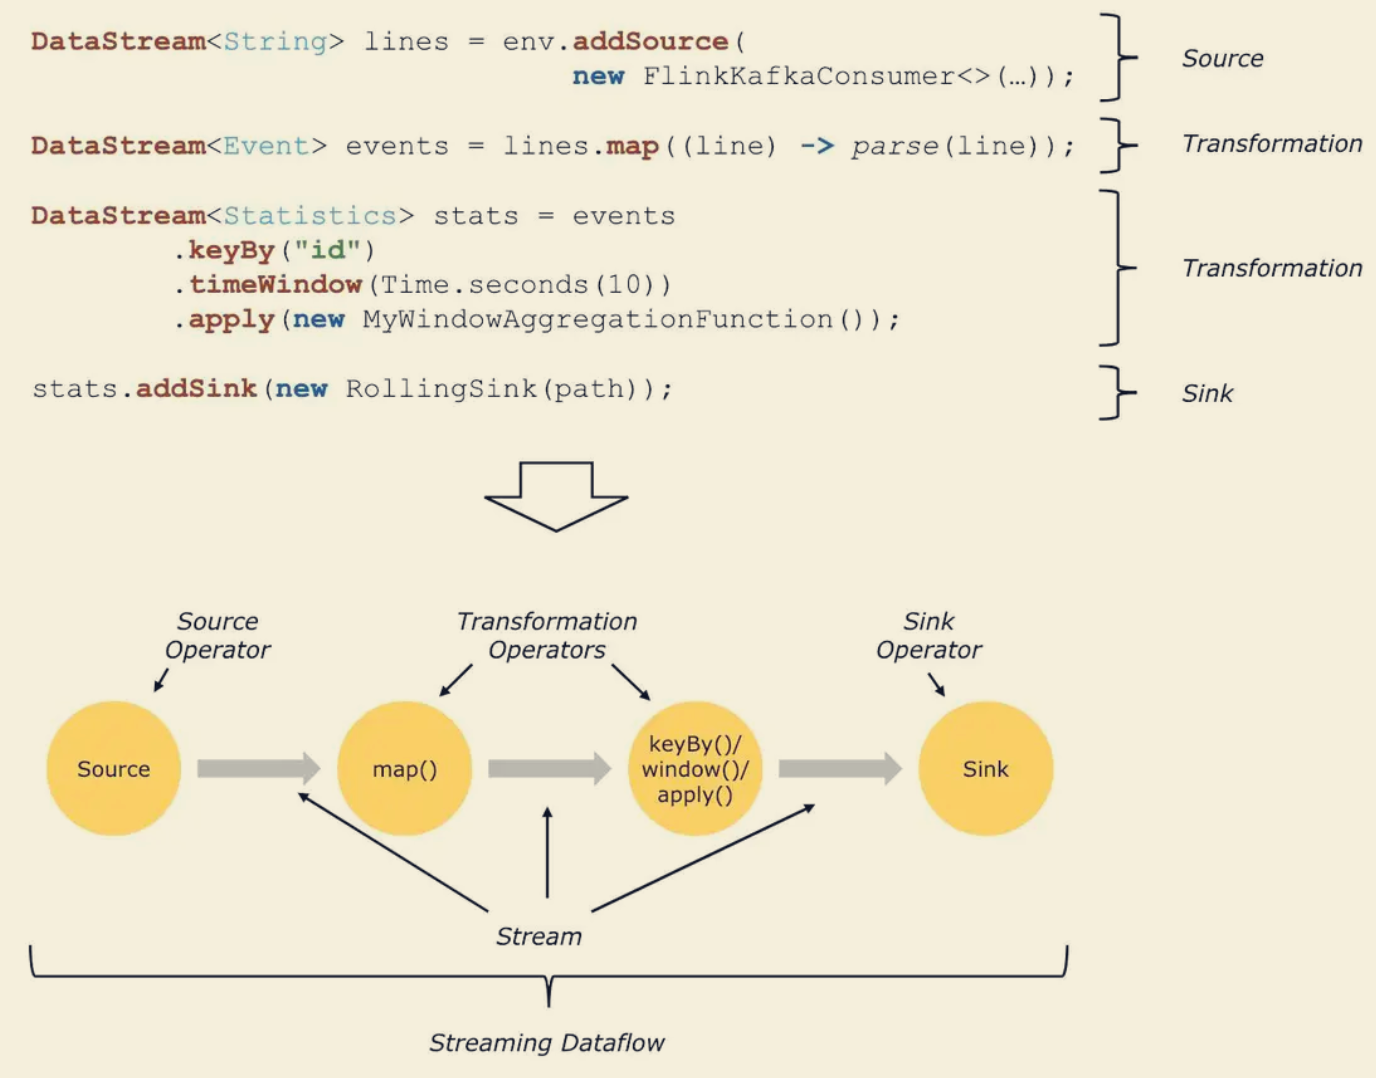 DataStream<String> lines = env.addSource(
new FlinkKafkaConsumer<>(…));
Source
DataStream<Event> events = lines.map((line) -> parse(line));
Transformation
DataStream<Statistics> stats = events
.keyBy("id")
.timeWindow(Time.seconds(10))
.apply(new MyWindowAggregationFunction());
Transformation
stats.addSink(new RollingSink(path));
Sink
Source
Operator
Transformation
Operators
Sink
Operator
Source
map()
keyBy()/
window()/
apply()
Sink
Stream
Streaming Dataflow